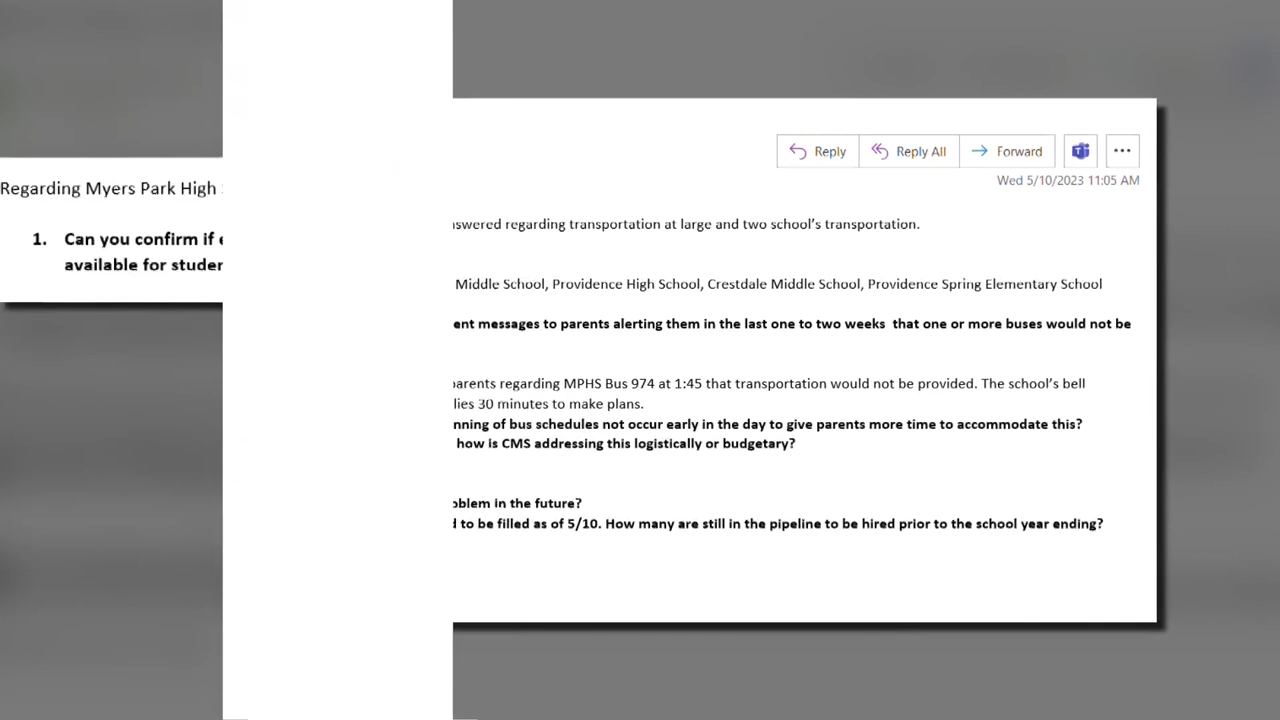 Regarding Myers Park High
1. Can you confirm if
available for studen
Reply Reply All Forward
Wed 5/10/2023 11:05 AM
nswered regarding transportation at large and two school's transportation.
Middle School, Providence High School, Crestdale Middle School, Providence Spring Elementary School
ent messages to parents alerting them in the last one to two weeks that one or more buses would not be
parents regarding MPHS Bus 974 at 1:45 that transportation would not be provided. The school's bell
lies 30 minutes to make plans.
nning of bus schedules not occur early in the day to give parents more time to accommodate this?
how is CMS addressing this logistically or budgetary?
oblem in the future?
d to be filled as of 5/10. How many are still in the pipeline to be hired prior to the school year ending?